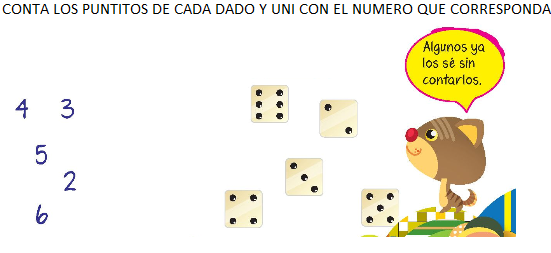 CONTA LOS PUNTITOS DE CADA DADO Y UNI CON EL NUMERO QUE CORRESPONDA
Algunos ya
los sé sin
contarlos.
4 3
5
2
6